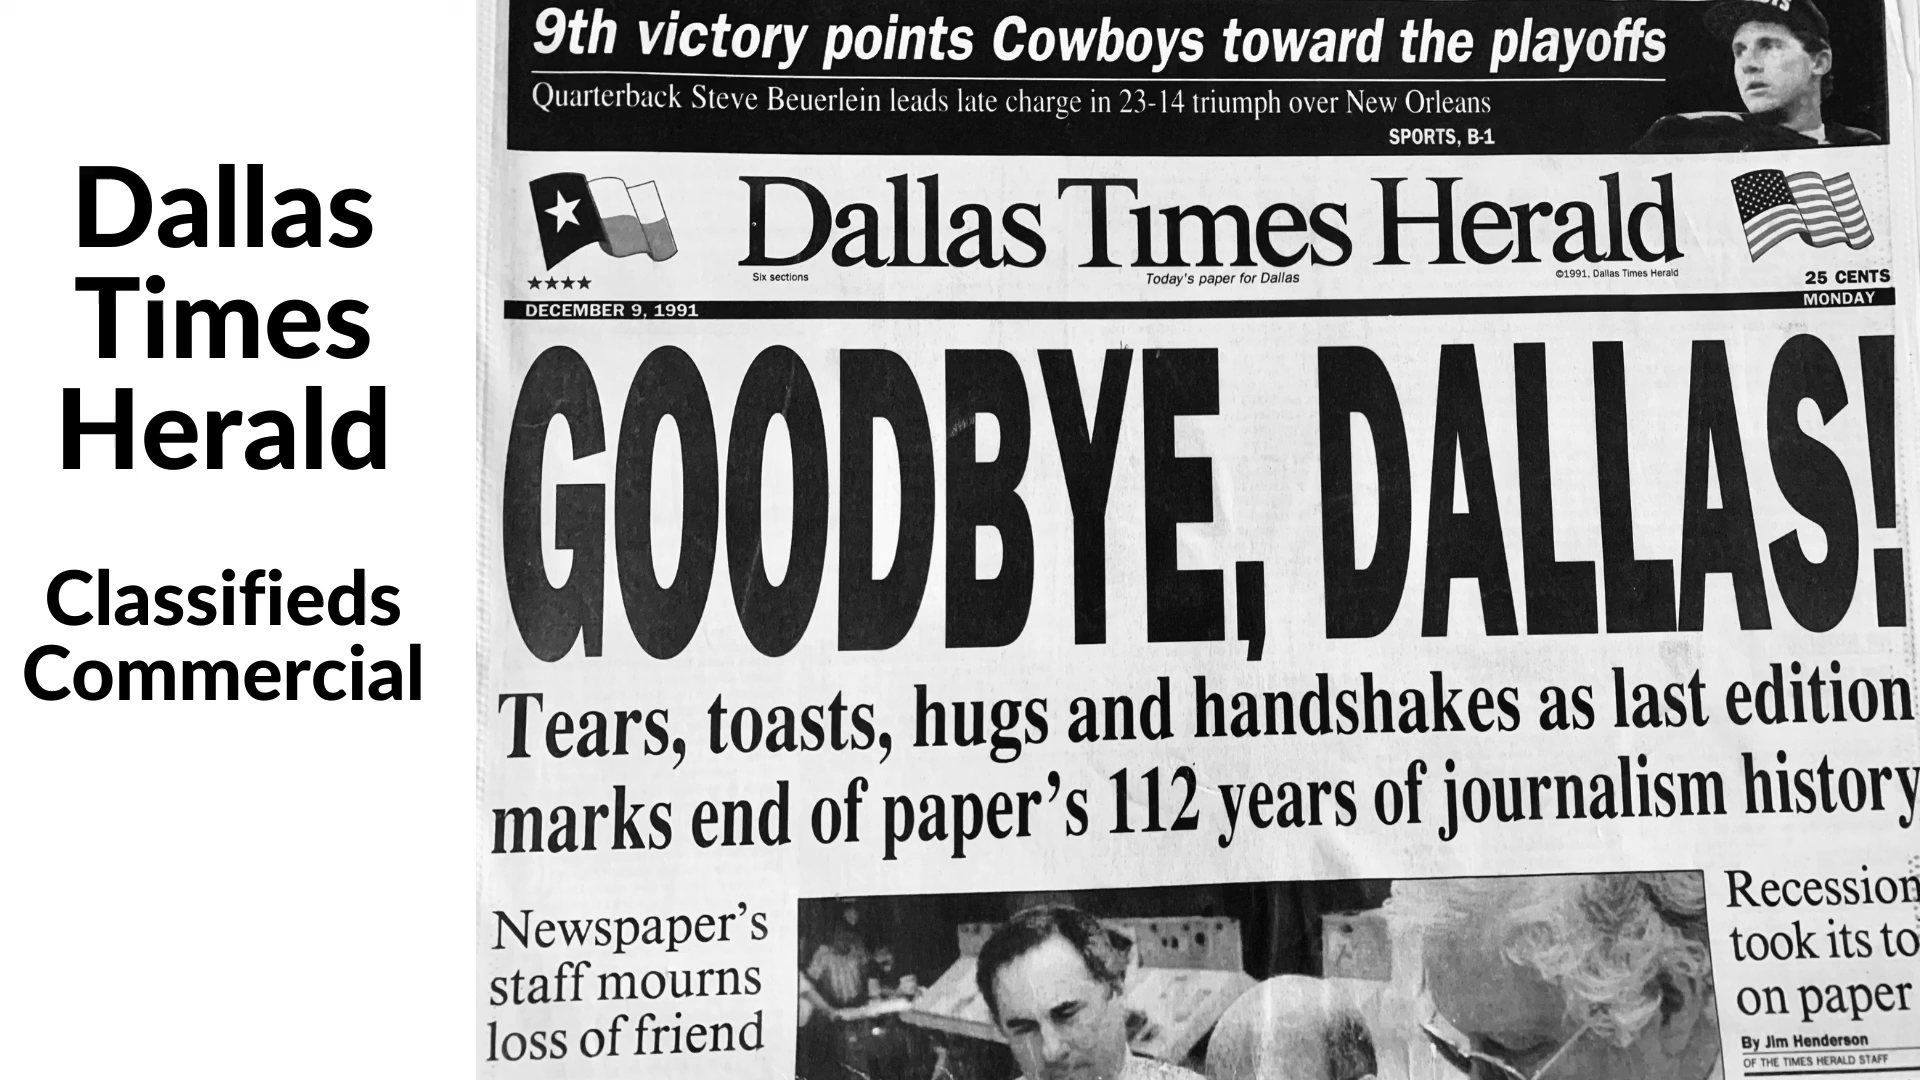 Dallas
Times
Herald
Classifieds
Commercial
9th victory points Cowboys toward the playoffs
Quarterback Steve Beuerlein leads late charge in 23-14 triumph over New Orleans
SPORTS, B-1
Dallas Times Herald
Six sections
Today's paper for Dallas
©1991, Dallas Times Herald
25 CENTS
DECEMBER 9, 1991
MONDAY
GOODBYE, DALLAS!
Tears, toasts, hugs and handshakes as last edition
marks end of paper's 112 years of journalism history
Newspaper's
staff mourns
loss of friend
Recession
took its to
on paper
By Jim Henderson
OF THE TIMES HERALD STAFF